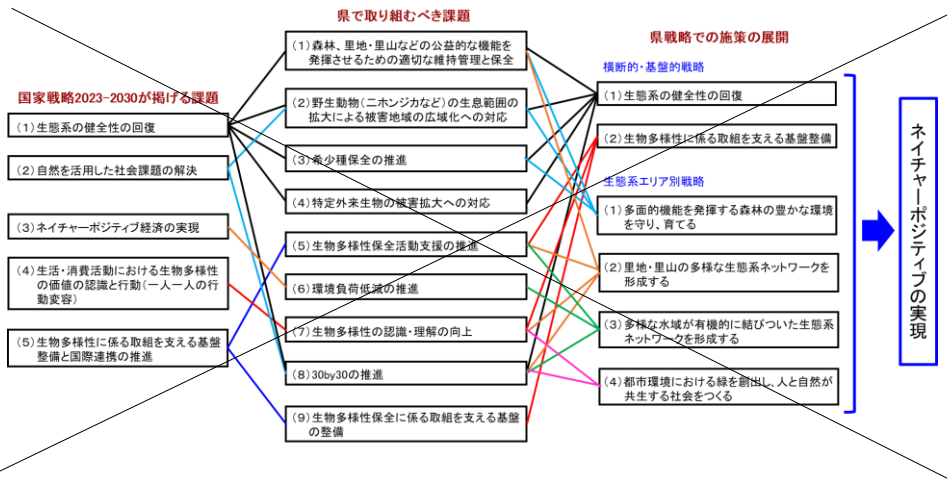 県で取り組むべき課題
県戦略での施策の展開
国家戦略2023-2030が掲げる課題
(1)生態系の健全性の回復
(2)自然を活用した社会課題の解決
(3)ネイチャーポジティブ経済の実現
(4)生活・消費活動における生物多様性
の価値の認識と行動(一人一人の行
動変容)
(5)生物多様性に係る取組を支える基盤
整備と国際連携の推進
(1)森林、里地・里山などの公益的な機能を
発揮させるための適切な維持管理と保全
(2)野生動物(ニホンジカなど)の生息範囲の
拡大による被害地域の広域化への対応
(3)希少種保全の推進
(4)特定外来生物の被害拡大への対応
(5)生物多様性保全活動支援の推進
(6)環境負荷低減の推進
(7)生物多様性の認識・理解の向上
(8)30by30の推進
(9)生物多様性保全に係る取組を支える基盤
の整備
横断的・基盤的戦略
(1)生態系の健全性の回復
(2)生物多様性に係る取組を支える基盤整備
生態系エリア別戦略
(1)多面的機能を発揮する森林の豊かな環境
を守り、育てる
(2)里地・里山の多様な生態系ネットワークを
形成する
(3)多様な水域が有機的に結びついた生態系
ネットワークを形成する
(4)都市環境における緑を創出し、人と自然が
共生する社会をつくる
ネイチャーポジティブの実現